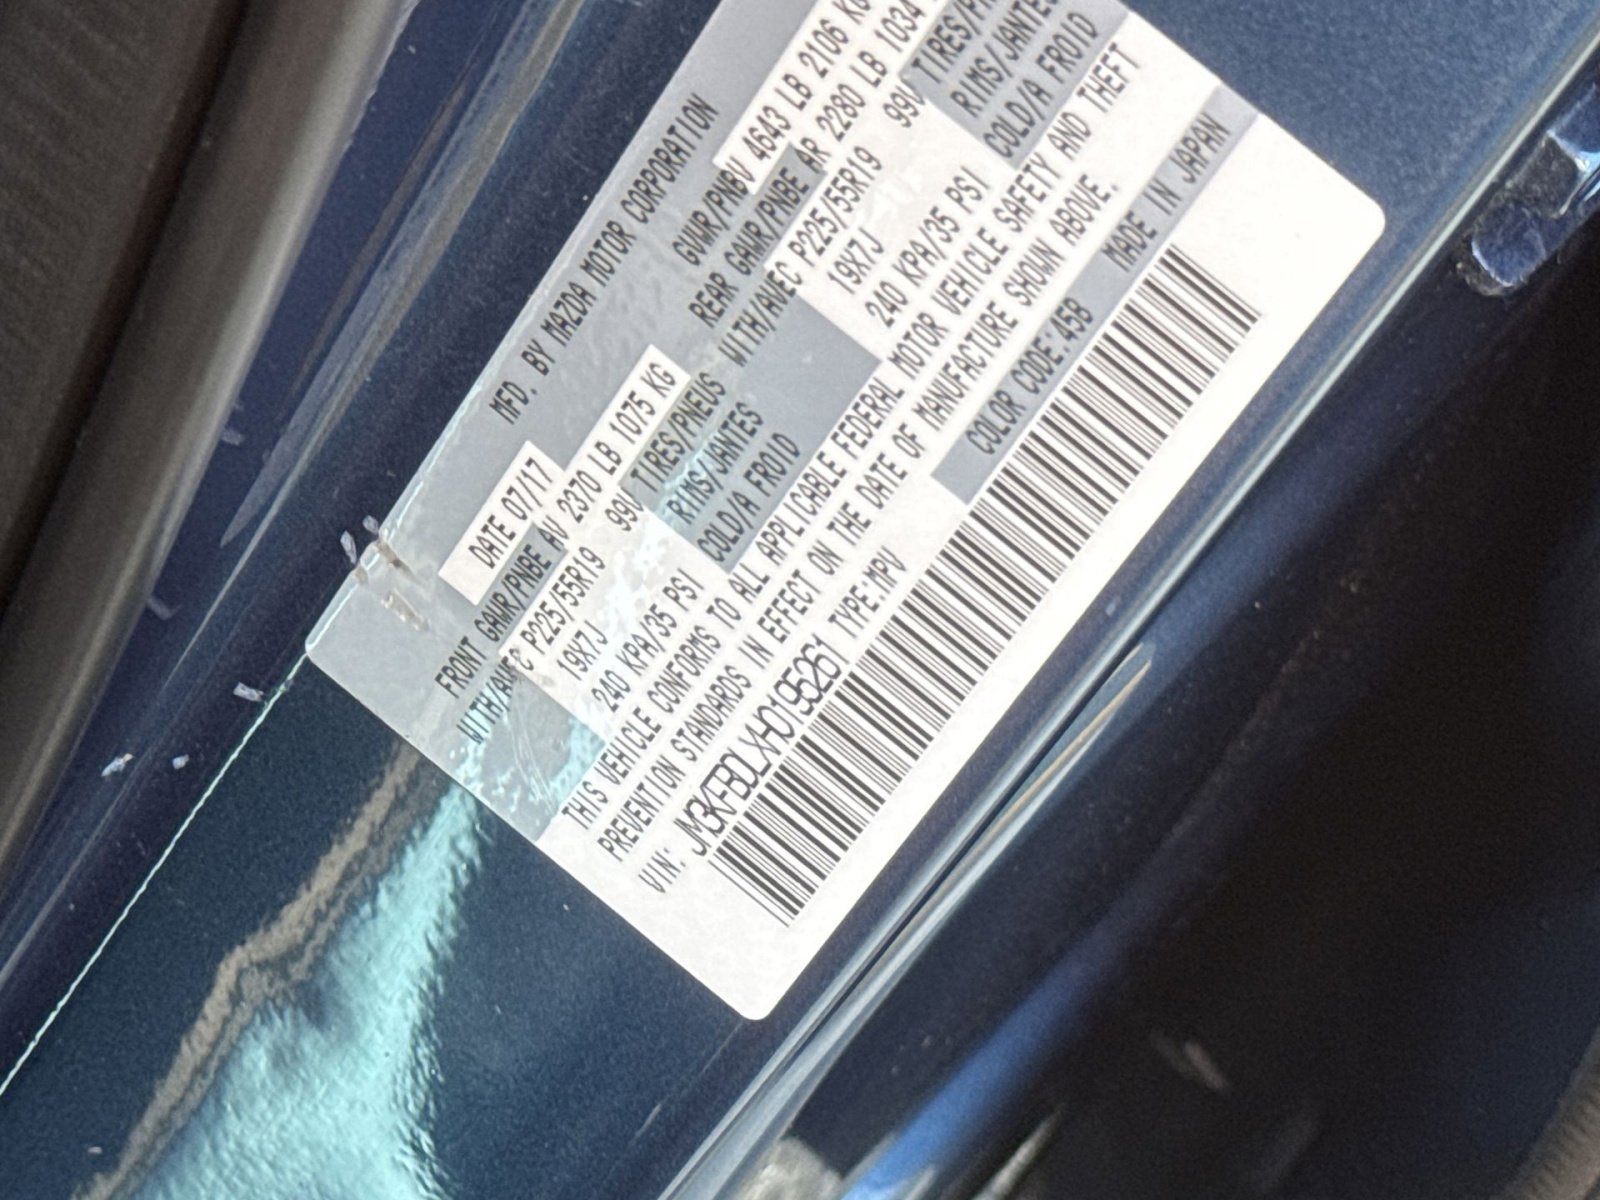 MFD. BY MAZDA MOTOR CORPORATION
DATE 07/17 GVWR/PNBV 4643 LB 2106 KG
FRONT GAWR/PNBE AV 2370 LB 1075 KG REAR GAWR/PNBE AR 2280 LB 1034
WITH/AVEC P225/55R19 99V TIRES/PNEUS WITH/AVEC P225/55R19 99V
19X7J RIMS/JANTES 19X7J RIMS/JANTES
240 KPA/35 PSI COLD/A FROID 240 KPA/35 PSI COLD/A FROID
THIS VEHICLE CONFORMS TO ALL APPLICABLE FEDERAL MOTOR VEHICLE SAFETY AND THEFT
PREVENTION STANDARDS IN EFFECT ON THE DATE OF MANUFACTURE SHOWN ABOVE.
VIN: JM3KFBDLXH0195261 TYPE:MPV COLOR CODE:45B MADE IN JAPAN